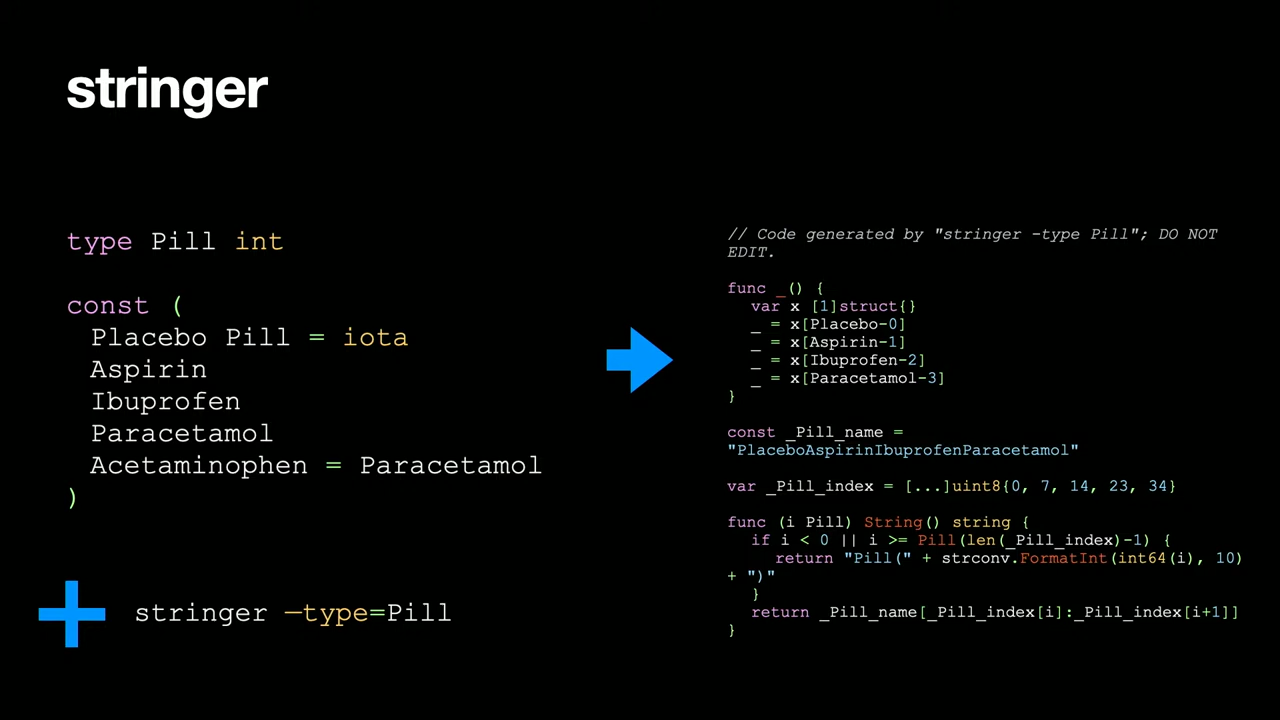 stringer
type Pill int
const (
Placebo Pill = iota
Aspirin
Ibuprofen
Paracetamol
Acetaminophen = Paracetamol
)
stringer —type=Pill
// Code generated by "stringer -type Pill"; DO NOT
EDIT.
func _() {
var x [1]struct{}
_ = x[Placebo-0]
_ = x[Aspirin-1]
_ = x[Ibuprofen-2]
_ = x[Paracetamol-3]
}
const _Pill_name =
"PlaceboAspirinIbuprofenParacetamol"
var _Pill_index = [...]uint8{0, 7, 14, 23, 34}
func (i Pill) String() string {
if i < 0 || i >= Pill(len(_Pill_index)-1) {
return "Pill(" + strconv.FormatInt(int64(i), 10)
+ ")"
}
return _Pill_name[_Pill_index[i]:_Pill_index[i+1]]
}